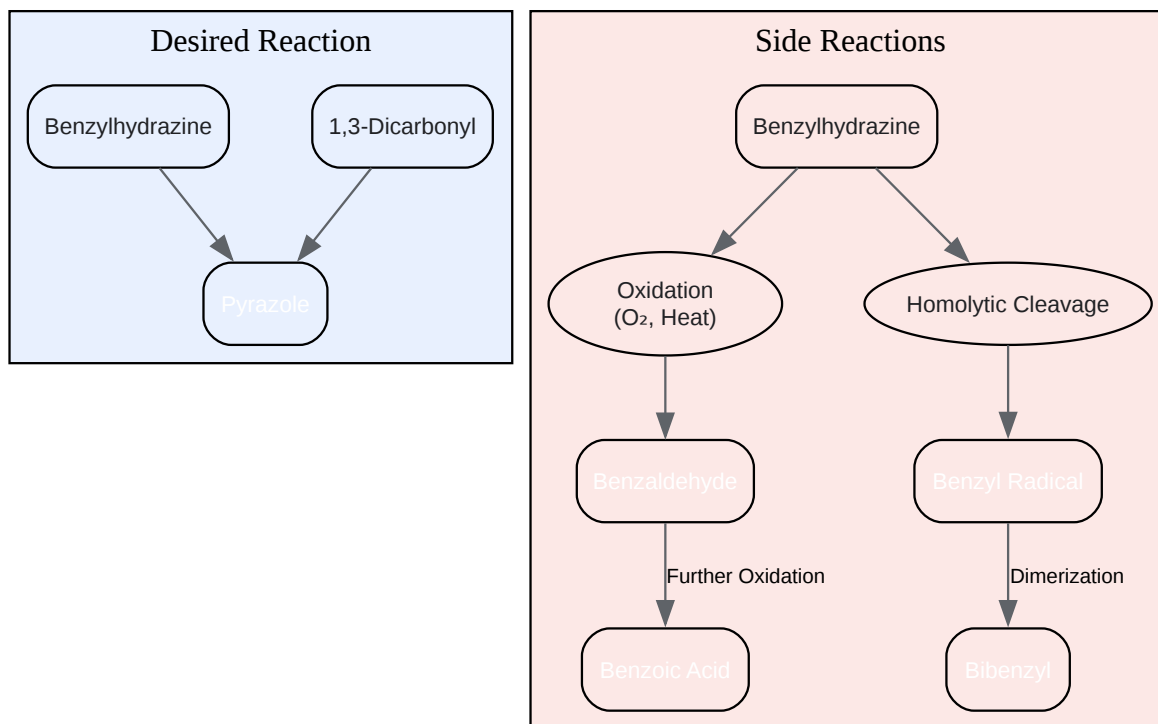 Desired Reaction
Benzylhydrazine
1,3-Dicarbonyl
Pyrazole
Side Reactions
Benzylhydrazine
Oxidation
(O₂, Heat)
Homolytic Cleavage
Benzaldehyde
Benzyl Radical
Further Oxidation
Dimerization
Benzoic Acid
Bibenzyl